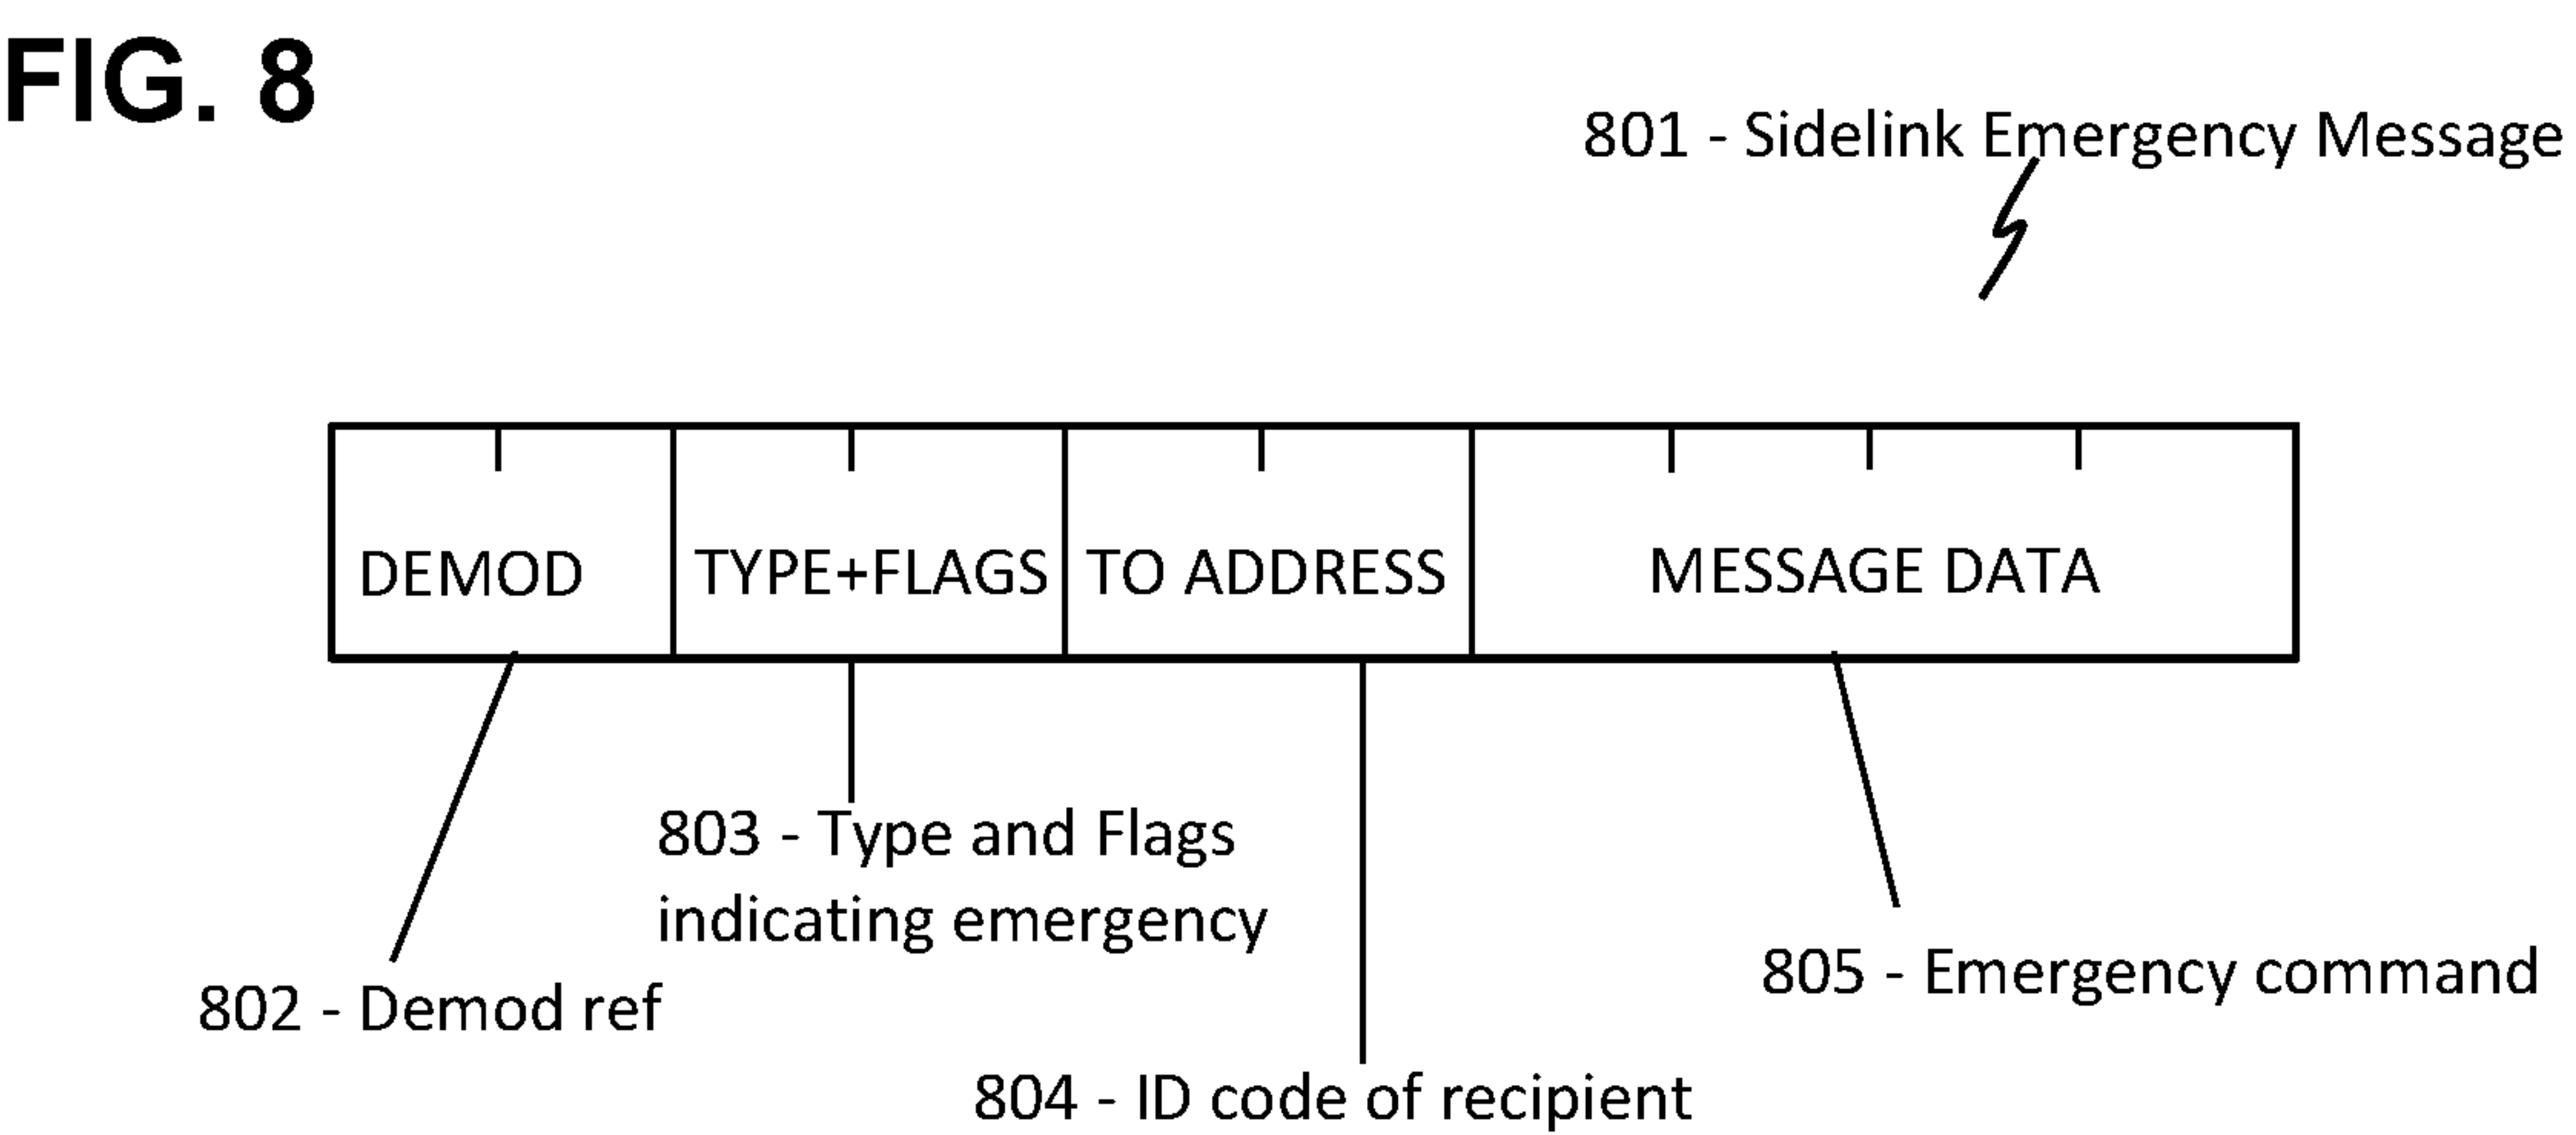 FIG. 8
801 - Sidelink Emergency Message
DEMOD TYPE+FLAGS TO ADDRESS MESSAGE DATA
803 - Type and Flags
indicating emergency
805 - Emergency command
802 - Demod ref
804 - ID code of recipient